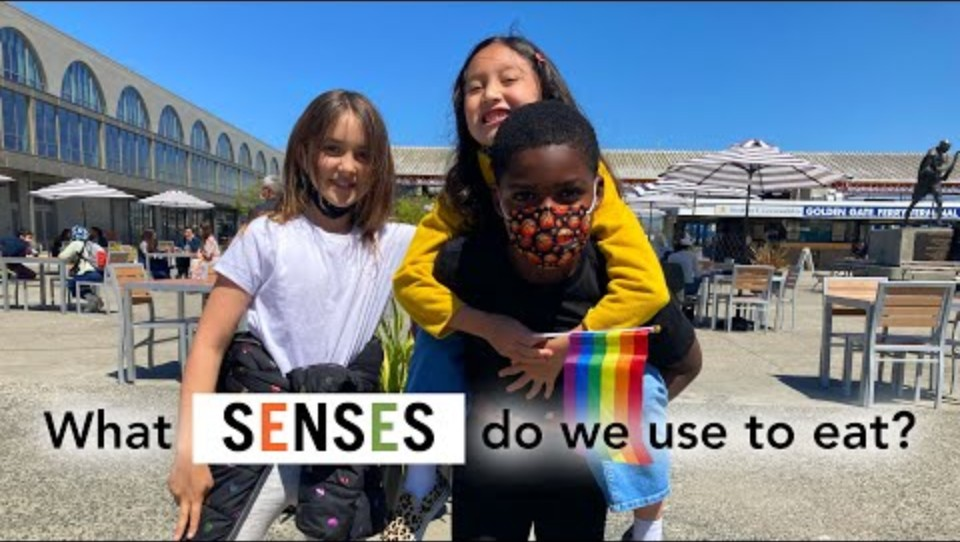 GOLDEN GATE FERRY TERMINAL
What SENSES do we use to eat?